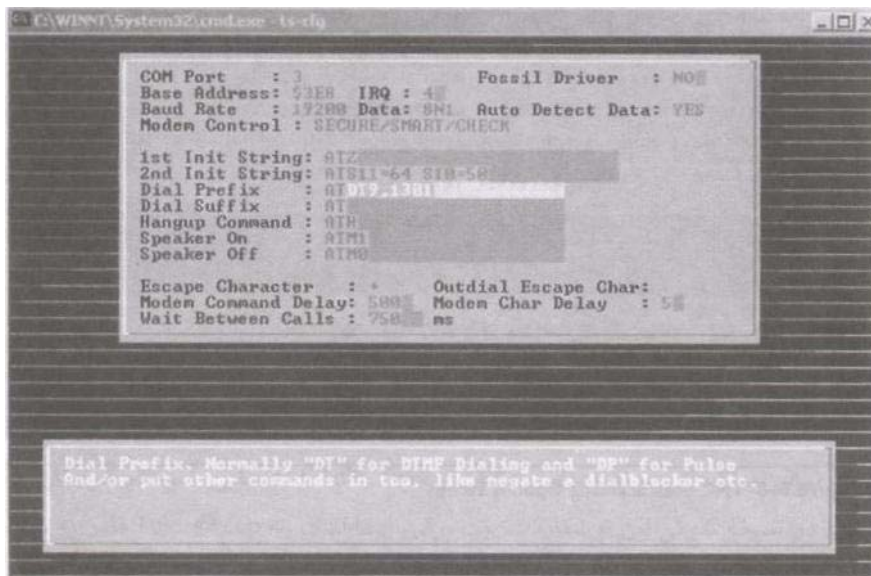 C:\WINNT\System32\cmd.exe - ts-cfg
COM Port : 3 Fossil Driver : NO
Base Address: $3E8 IRQ : 4
Baud Rate : 19200 Data: 8N1 Auto Detect Data: YES
Modem Control : SECURE/SMART/CHECK
1st Init String: ATZ
2nd Init String: ATS11=64 S10=50
Dial Prefix : ATDT9,1301
Dial Suffix : AT
Hangup Command : ATH
Speaker On : ATM1
Speaker Off : ATM0
Escape Character : + Outdial Escape Char:
Modem Command Delay: 500 Modem Char Delay : 5
Wait Between Calls : 750 ms
Dial Prefix. Normally "DT" for DTMF Dialing and "DP" for Pulse
And/or put other commands in too, like negate a dialblocker etc.